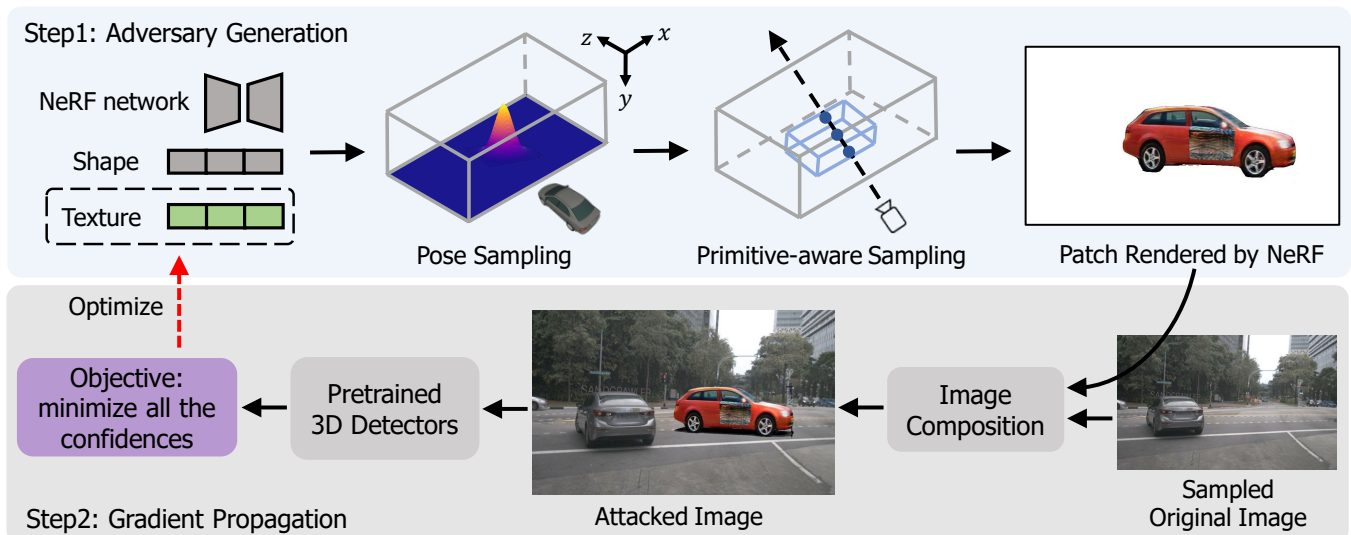 Step1: Adversary Generation
NeRF network
Shape
Texture
z
x
y
Pose Sampling
Primitive-aware Sampling
Patch Rendered by NeRF
Optimize
Objective:
minimize all the
confidences
Pretrained
3D Detectors
Attacked Image
Image
Composition
Sampled
Original Image
Step2: Gradient Propagation